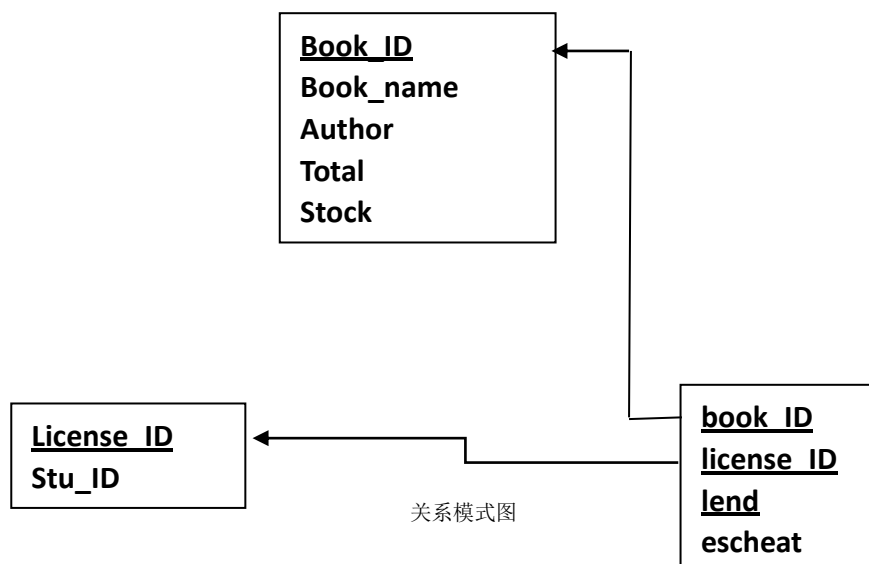 Book_ID
Book_name
Author
Total
Stock
License_ID
Stu_ID
关系模式图
book_ID
license_ID
lend
escheat